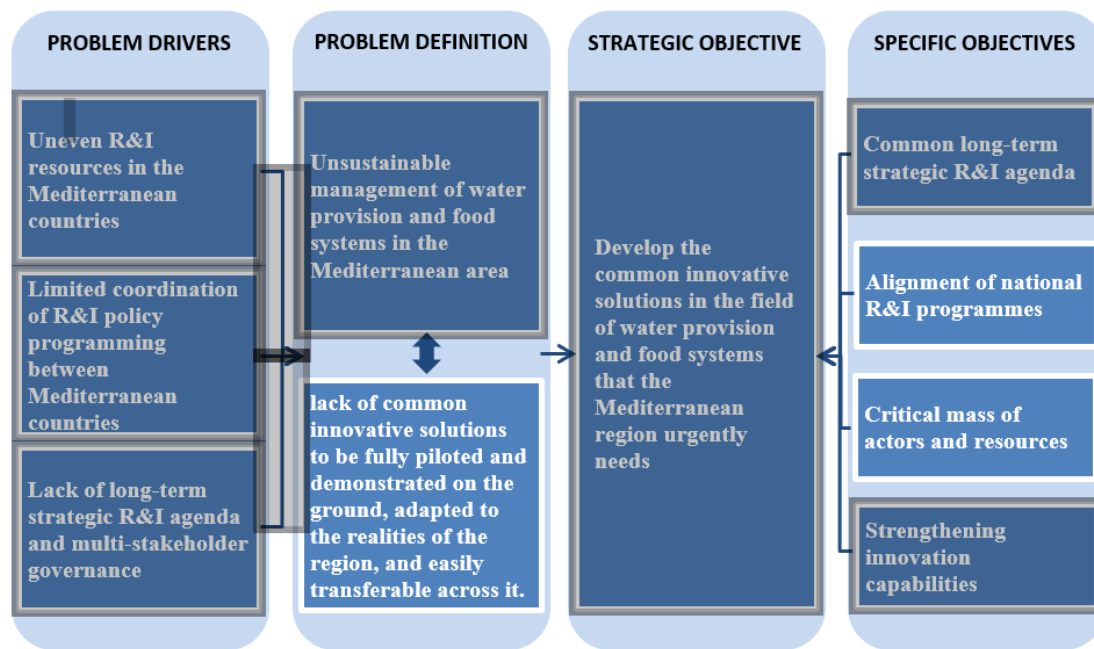 PROBLEM DRIVERS
Uneven R&I
resources in the
Mediterranean
countries
Limited coordination
of R&I policy
programming
between
Mediterranean
countries
Lack of long-term
strategic R&I agenda
and multi-stakeholder
governance
PROBLEM DEFINITION
Unsustainable
management of water
provision and food
systems in the
Mediterranean area
lack of common
innovative solutions
to be fully piloted and
demonstrated on the
ground, adapted to
the realities of the
region, and easily
transferable across it.
STRATEGIC OBJECTIVE
Develop the
common innovative
solutions in the field
of water provision
and food systems
that the
Mediterranean
region urgently
needs
SPECIFIC OBJECTIVES
Common long-term
strategic R&I agenda
Alignment of national
R&I programmes
Critical mass of
actors and resources
Strengthening
innovation
capabilities